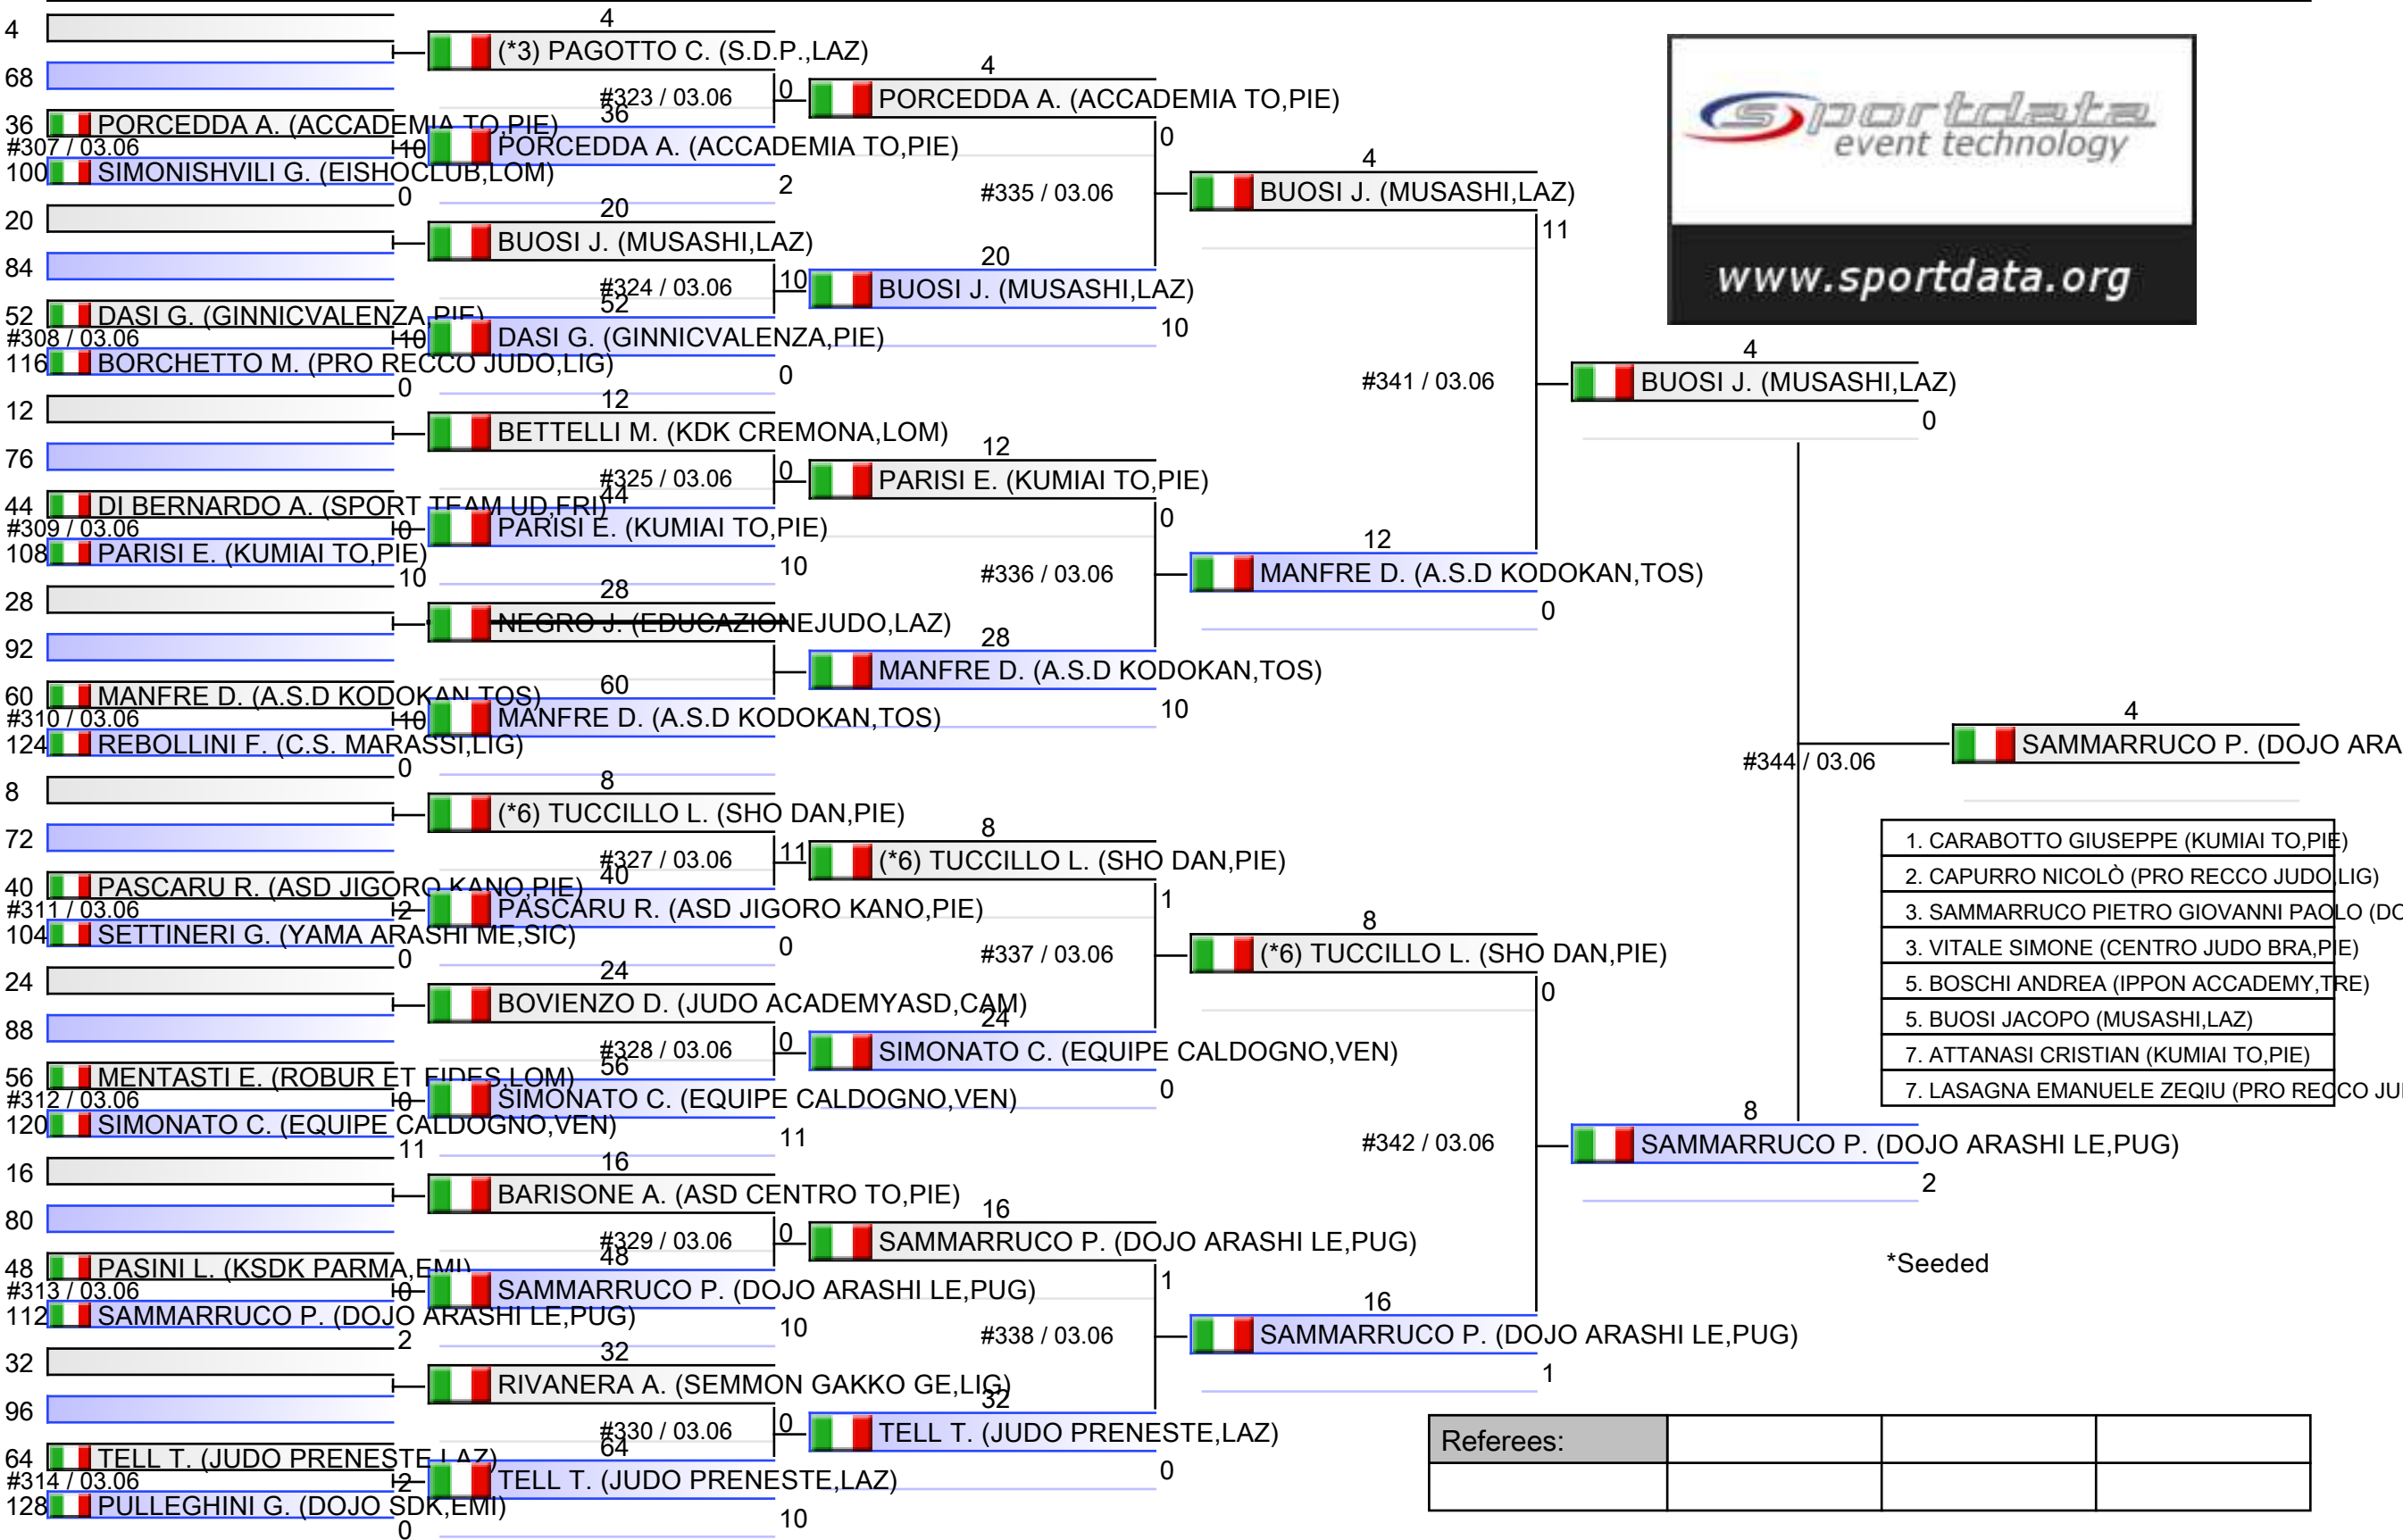 4
68
36 PORCEDDA A. (ACCADEMIA TO,PIE)
#307 / 03.06 10
100 SIMONISHVILI G. (EISHOCLUB,LOM)
0
20
84
52 DASI G. (GINNICVALENZA,PIE)
#308 / 03.06 10
116 BORCHETTO M. (PRO RECCO JUDO,LIG)
0
12
76
44 DI BERNARDO A. (SPORT TEAM UD,FRI)
#309 / 03.06 0
108 PARISI E. (KUMIAI TO,PIE)
10
28
92
60 MANFRE D. (A.S.D KODOKAN,TOS)
#310 / 03.06 10
124 REBOLLINI F. (C.S. MARASSI,LIG)
0
8
72
40 PASCARU R. (ASD JIGORO KANO,PIE)
#311 / 03.06 2
104 SETTINERI G. (YAMA ARASHI ME,SIC)
0
24
88
56 MENTASTI E. (ROBUR ET FIDES,LOM)
#312 / 03.06 0
120 SIMONATO C. (EQUIPE CALDOGNO,VEN)
11
16
80
48 PASINI L. (KSDK PARMA,EMI)
#313 / 03.06 0
112 SAMMARRUCO P. (DOJO ARASHI LE,PUG)
2
32
96
64 TELL T. (JUDO PRENESTE,LAZ)
#314 / 03.06 2
128 PULLEGHINI G. (DOJO SDK,EMI)
0
4
(*3) PAGOTTO C. (S.D.P.,LAZ)
#323 / 03.06 0
36
PORCEDDA A. (ACCADEMIA TO,PIE)
2
20
BUOSI J. (MUSASHI,LAZ)
#324 / 03.06 10
52
DASI G. (GINNICVALENZA,PIE)
0
12
BETTELLI M. (KDK CREMONA,LOM)
#325 / 03.06 0
44
PARISI E. (KUMIAI TO,PIE)
10
28
NEGRO J. (EDUCAZIONEJUDO,LAZ)
60
MANFRE D. (A.S.D KODOKAN,TOS)
8
(*6) TUCCILLO L. (SHO DAN,PIE)
#327 / 03.06 11
40
PASCARU R. (ASD JIGORO KANO,PIE)
0
24
BOVIENZO D. (JUDO ACADEMYASD,CAM)
#328 / 03.06 0
56
SIMONATO C. (EQUIPE CALDOGNO,VEN)
11
16
BARISONE A. (ASD CENTRO TO,PIE)
#329 / 03.06 0
48
SAMMARRUCO P. (DOJO ARASHI LE,PUG)
10
32
RIVANERA A. (SEMMON GAKKO GE,LIG)
#330 / 03.06 0
64
TELL T. (JUDO PRENESTE,LAZ)
10
4
PORCEDDA A. (ACCADEMIA TO,PIE)
0
#335 / 03.06
20
BUOSI J. (MUSASHI,LAZ)
10
12
PARISI E. (KUMIAI TO,PIE)
0
#336 / 03.06
28
MANFRE D. (A.S.D KODOKAN,TOS)
10
8
(*6) TUCCILLO L. (SHO DAN,PIE)
1
#337 / 03.06
24
SIMONATO C. (EQUIPE CALDOGNO,VEN)
0
16
SAMMARRUCO P. (DOJO ARASHI LE,PUG)
1
#338 / 03.06
32
TELL T. (JUDO PRENESTE,LAZ)
0
4
BUOSI J. (MUSASHI,LAZ)
11
#341 / 03.06
12
MANFRE D. (A.S.D KODOKAN,TOS)
0
8
(*6) TUCCILLO L. (SHO DAN,PIE)
0
#342 / 03.06
16
SAMMARRUCO P. (DOJO ARASHI LE,PUG)
1
sportdata
event technology
www.sportdata.org
4
BUOSI J. (MUSASHI,LAZ)
0
#344 / 03.06
8
SAMMARRUCO P. (DOJO ARASHI LE,PUG)
2
4
SAMMARRUCO P. (DOJO ARA
1. CARABOTTO GIUSEPPE (KUMIAI TO,PIE)
2. CAPURRO NICOLÒ (PRO RECCO JUDO,LIG)
3. SAMMARRUCO PIETRO GIOVANNI PAOLO (DO
3. VITALE SIMONE (CENTRO JUDO BRA,PIE)
5. BOSCHI ANDREA (IPPON ACCADEMY,TRE)
5. BUOSI JACOPO (MUSASHI,LAZ)
7. ATTANASI CRISTIAN (KUMIAI TO,PIE)
7. LASAGNA EMANUELE ZEQIU (PRO RECCO JU
*Seeded
Referees: